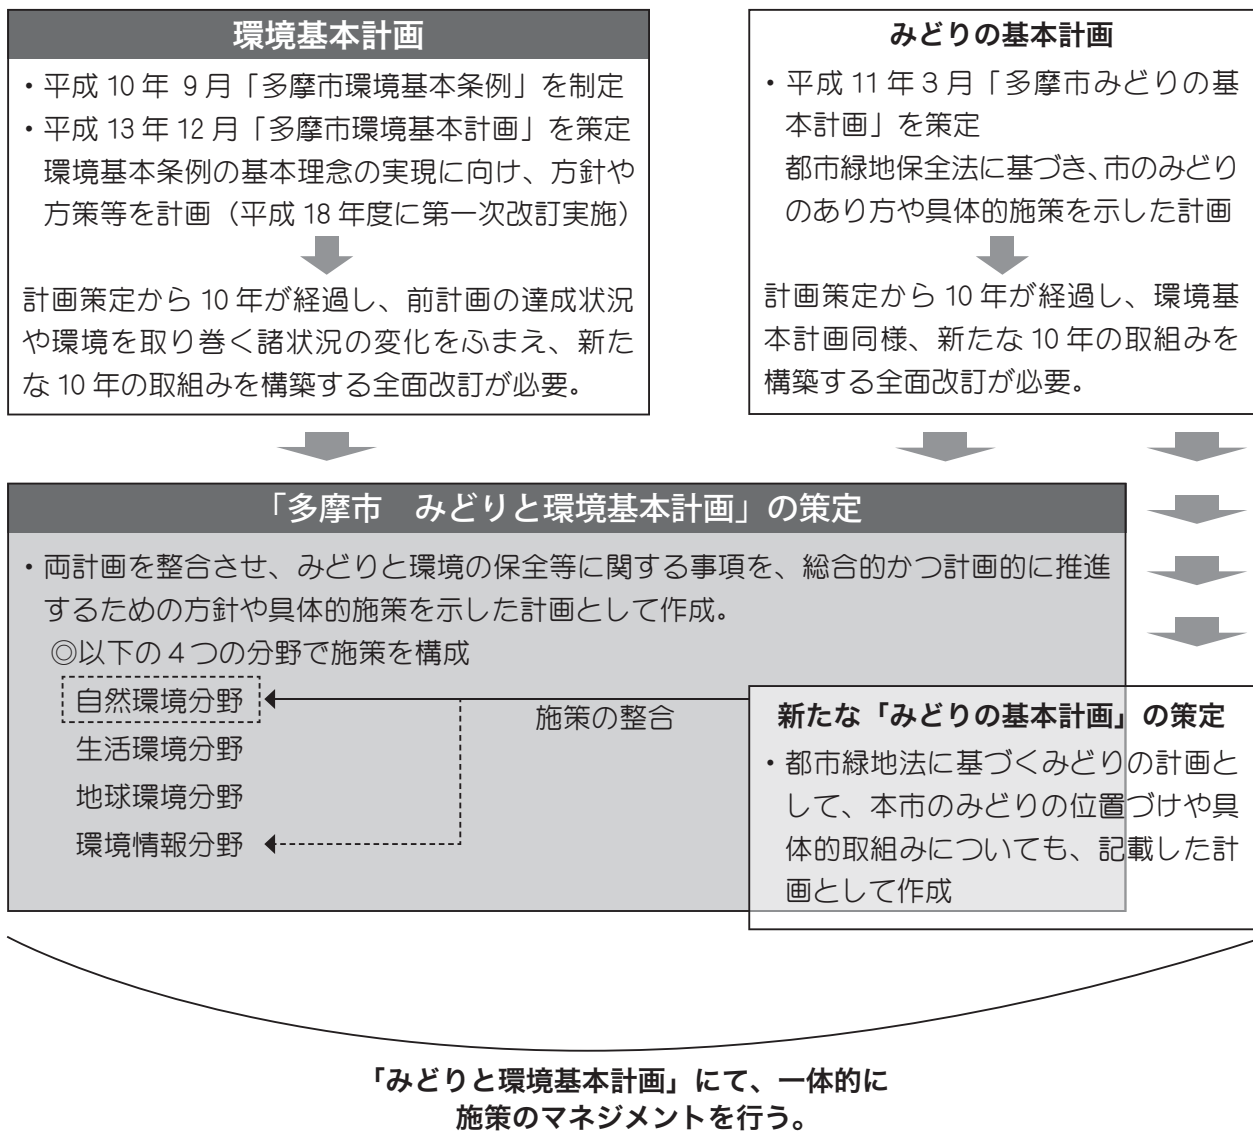 環境基本計画
・平成 10 年 9 月「多摩市環境基本条例」を制定
・平成 13 年 12 月「多摩市環境基本計画」を策定
環境基本条例の基本理念の実現に向け、方針や
方策等を計画（平成 18 年度に第一次改訂実施）
計画策定から 10 年が経過し、前計画の達成状況
や環境を取り巻く諸状況の変化をふまえ、新た
な 10 年の取組みを構築する全面改訂が必要。
みどりの基本計画
・平成 11 年 3 月「多摩市みどりの基
本計画」を策定
都市緑地保全法に基づき、市のみどり
のあり方や具体的施策を示した計画
計画策定から 10 年が経過し、環境基
本計画同様、新たな 10 年の取組みを
構築する全面改訂が必要。
「多摩市　みどりと環境基本計画」の策定
・両計画を整合させ、みどりと環境の保全等に関する事項を、総合的かつ計画的に推進
するための方針や具体的施策を示した計画として作成。
◎以下の 4 つの分野で施策を構成
自然環境分野
生活環境分野
地球環境分野
環境情報分野
施策の整合
新たな「みどりの基本計画」の策定
・都市緑地法に基づくみどりの計画と
して、本市のみどりの位置づけや具
体的取組みについても、記載した計
画として作成
「みどりと環境基本計画」にて、一体的に
施策のマネジメントを行う。